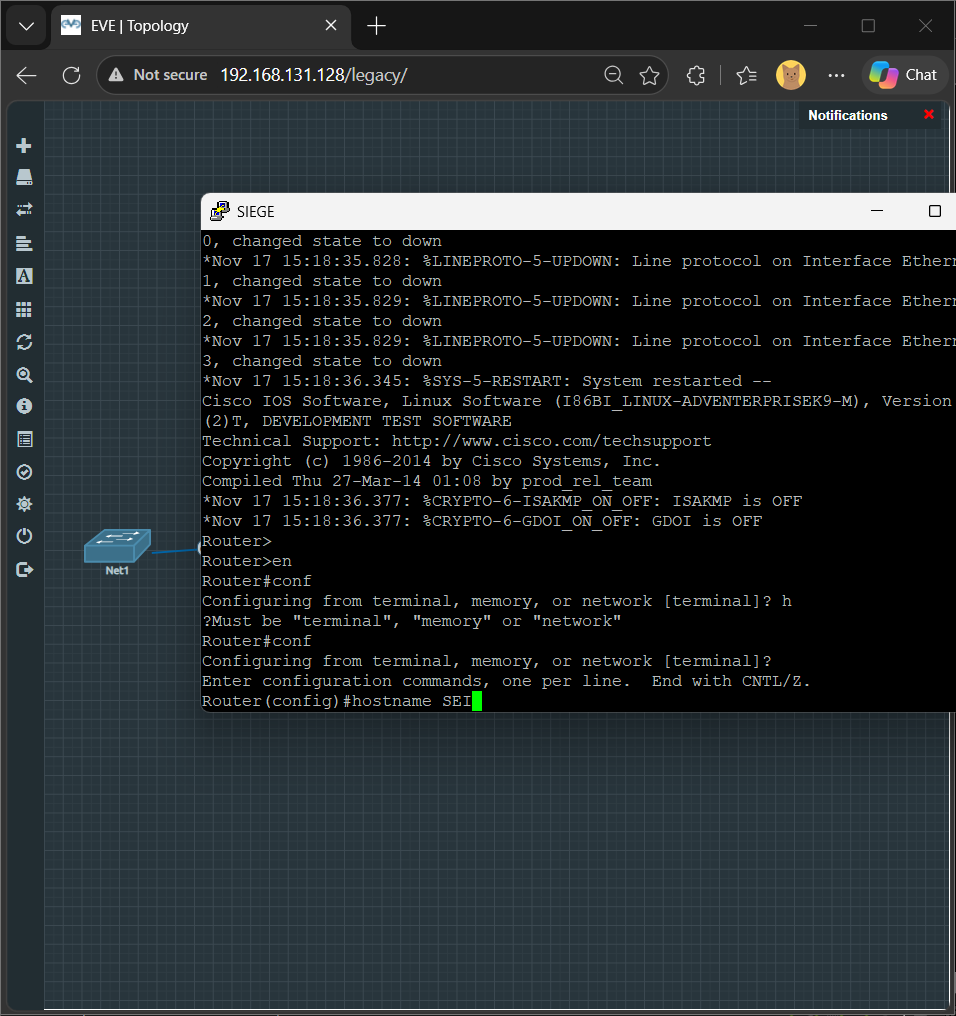 EVE | Topology
Not secure 192.168.131.128/legacy/
Chat
Notifications
SIEGE
0, changed state to down
*Nov 17 15:18:35.828: %LINEPROTO-5-UPDOWN: Line protocol on Interface Ethern
1, changed state to down
*Nov 17 15:18:35.829: %LINEPROTO-5-UPDOWN: Line protocol on Interface Ethern
2, changed state to down
*Nov 17 15:18:35.829: %LINEPROTO-5-UPDOWN: Line protocol on Interface Ethern
3, changed state to down
*Nov 17 15:18:36.345: %SYS-5-RESTART: System restarted --
Cisco IOS Software, Linux Software (I86BI_LINUX-ADVENTERPRISEK9-M), Version
(2)T, DEVELOPMENT TEST SOFTWARE
Technical Support: http://www.cisco.com/techsupport
Copyright (c) 1986-2014 by Cisco Systems, Inc.
Compiled Thu 27-Mar-14 01:08 by prod_rel_team
*Nov 17 15:18:36.377: %CRYPTO-6-ISAKMP_ON_OFF: ISAKMP is OFF
*Nov 17 15:18:36.377: %CRYPTO-6-GDOI_ON_OFF: GDOI is OFF
Router>
Router>en
Router#conf
Configuring from terminal, memory, or network [terminal]? h
?Must be "terminal", "memory" or "network"
Router#conf
Configuring from terminal, memory, or network [terminal]?
Enter configuration commands, one per line.  End with CNTL/Z.
Router(config)#hostname SEI
Net1